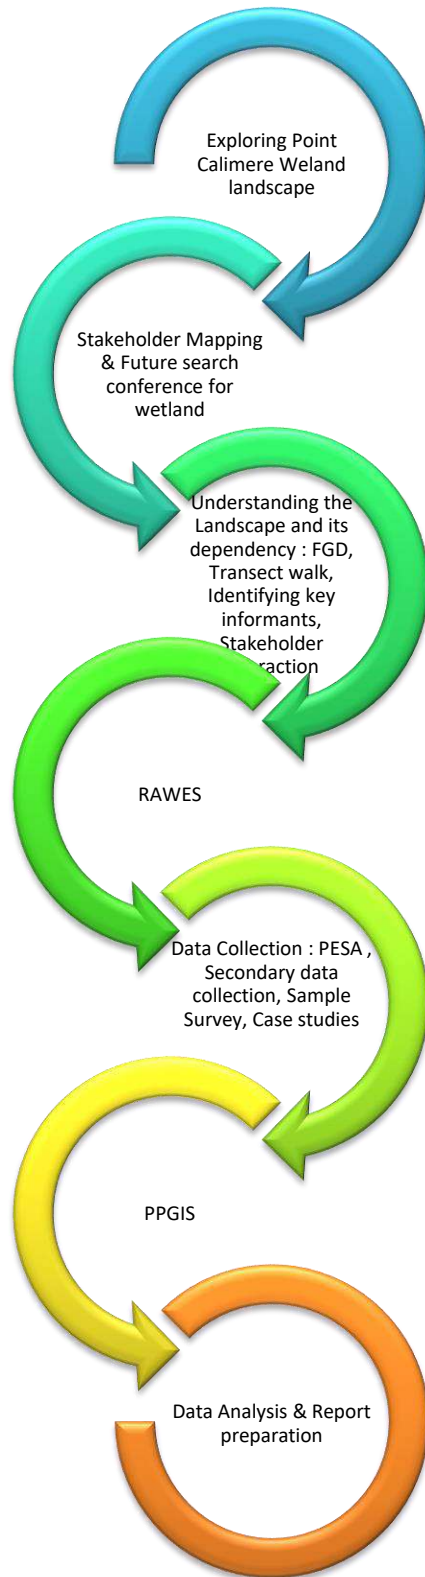 Exploring Point
Calimere Weland
landscape
Stakeholder Mapping
& Future search
conference for
wetland
Understanding the
Landscape and its
dependency : FGD,
Transect walk,
Identifying key
informants,
Stakeholder
RAWES
Data Collection : PESA ,
Secondary data
collection, Sample
Survey, Case studies
PPGIS
Data Analysis & Report
preparation